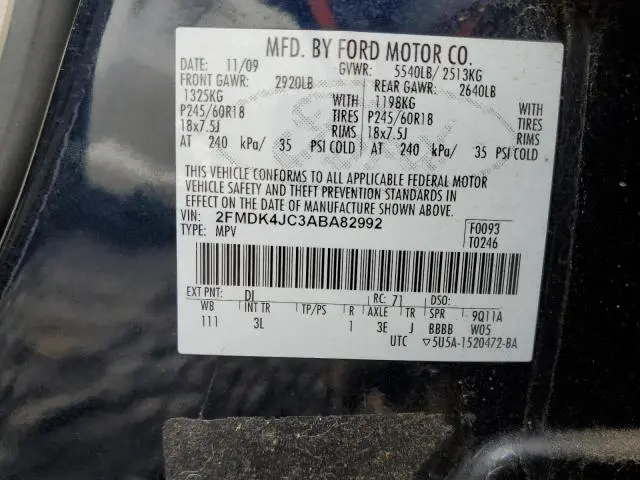 MFD. BY FORD MOTOR CO.
DATE: 11/09 GVWR: 5540LB/ 2513KG
FRONT GAWR: 2920LB REAR GAWR: 2640LB
1325KG WITH 1198KG WITH
P245/60R18 TIRES P245/60R18 TIRES
18x7.5J RIMS 18x7.5J RIMS
AT 240 kPa/ 35 PSI COLD AT 240 kPa/ 35 PSI COLD
THIS VEHICLE CONFORMS TO ALL APPLICABLE FEDERAL MOTOR
VEHICLE SAFETY AND THEFT PREVENTION STANDARDS IN
EFFECT ON THE DATE OF MANUFACTURE SHOWN ABOVE.
VIN: 2FMDK4JC3ABA82992 F0093
TYPE: MPV T0246
EXT PNT: DL RC: 71 DSO:
WB INT TR TP/PS R AXLE TR SPR 9Q11A
111 3L 1 3E J BBBB W05
UTC ▽5U5A-1520472-BA